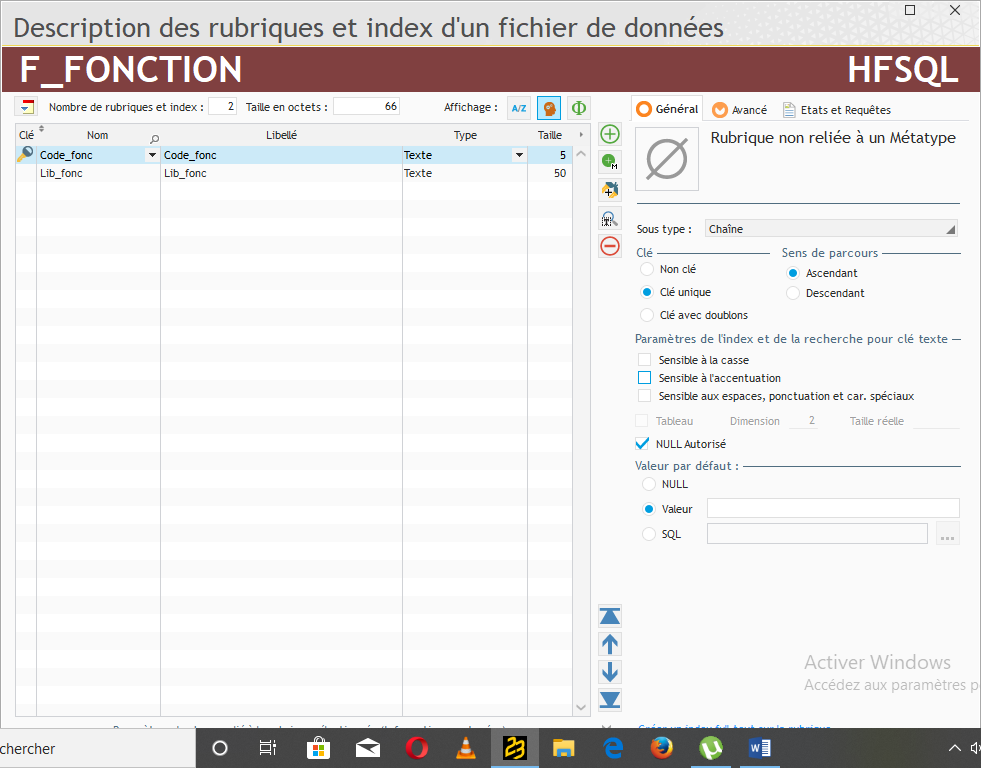 Description des rubriques et index d'un fichier de données
F_FONCTION HFSQL
Nombre de rubriques et index : 2 Taille en octets : 66 Affichage : A/Z
Général Avancé Etats et Requêtes
Clé Nom Libellé Type Taille
Code_fonc Code_fonc Texte 5
Lib_fonc Lib_fonc Texte 50
Rubrique non reliée à un Métatype
Sous type : Chaîne
Clé Sens de parcours
Non clé Ascendant
Clé unique Descendant
Clé avec doublons
Paramètres de l'index et de la recherche pour clé texte
Sensible à la casse
Sensible à l'accentuation
Sensible aux espaces, ponctuation et car. spéciaux
Tableau Dimension 2 Taille réelle
NULL Autorisé
Valeur par défaut :
NULL
Valeur
SQL ...
Activer Windows
Accédez aux paramètres p
chercher